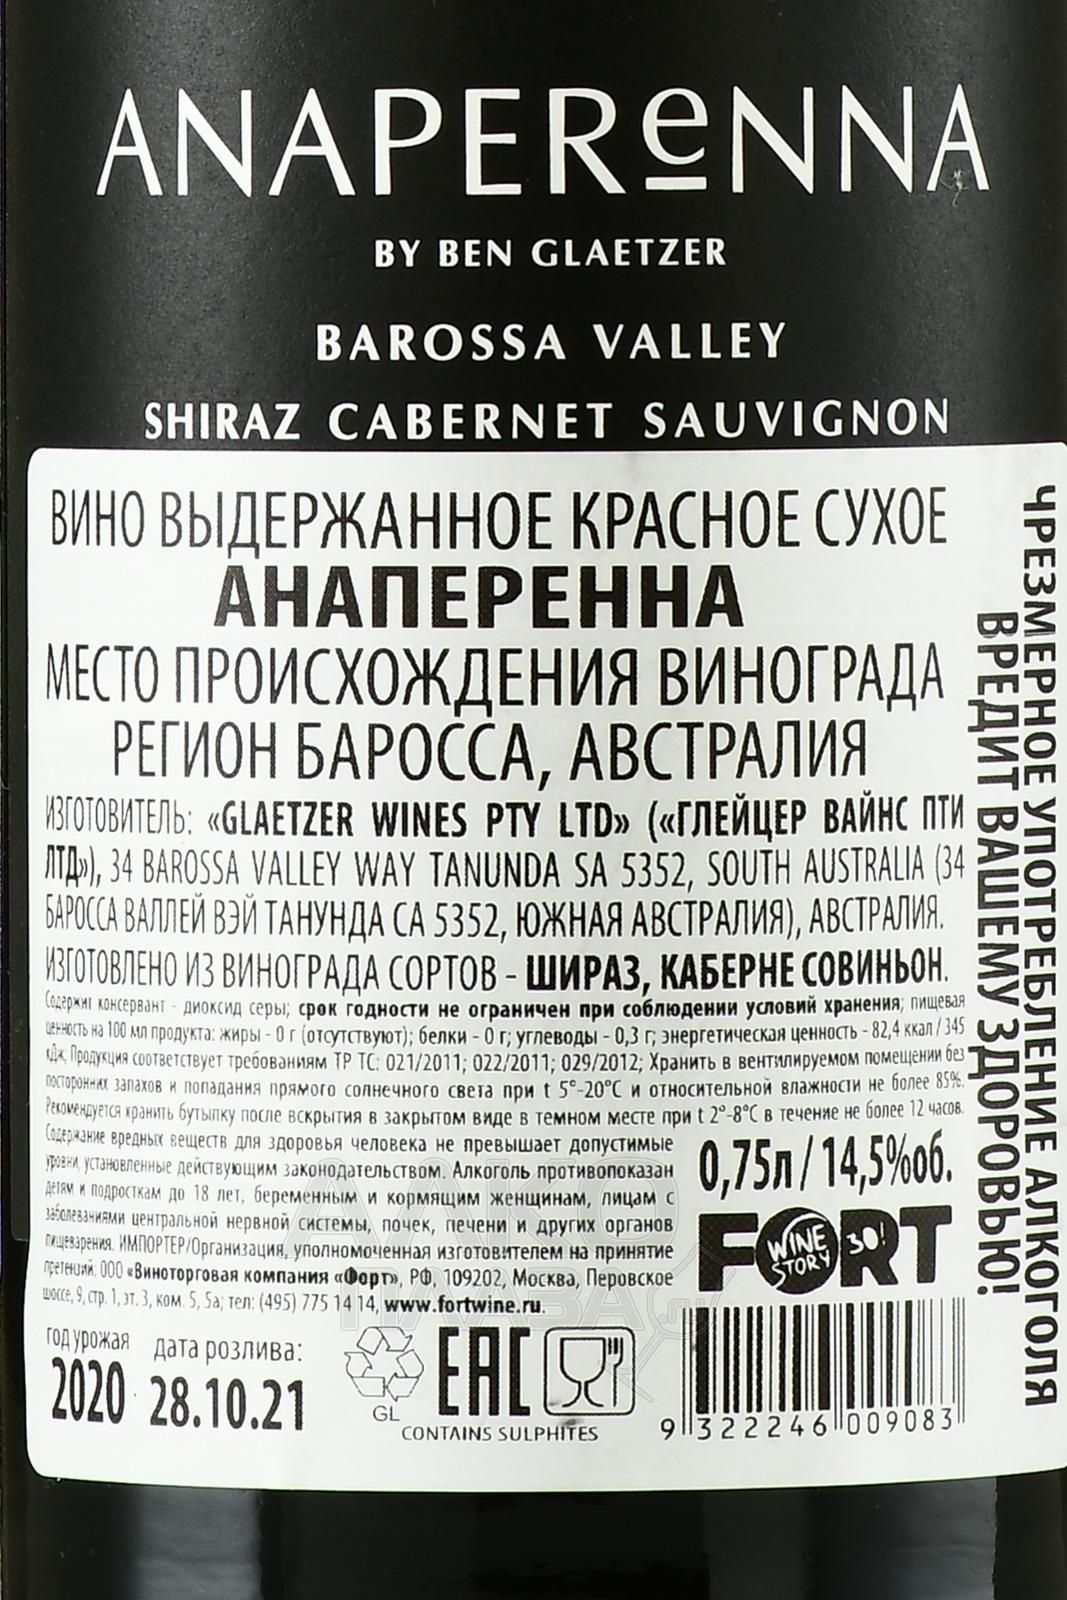 ANAPEReNNA
BY BEN GLAETZER
BAROSSA VALLEY
SHIRAZ CABERNET SAUVIGNON
ВИНО ВЫДЕРЖАННОЕ КРАСНОЕ СУХОЕ
АНАПЕРЕННА
МЕСТО ПРОИСХОЖДЕНИЯ ВИНОГРАДА
РЕГИОН БАРОССА, АВСТРАЛИЯ
ИЗГОТОВИТЕЛЬ: «GLAETZER WINES PTY LTD» («ГЛЕЙЦЕР ВАЙНС ПТИ
ЛТД»), 34 BAROSSA VALLEY WAY TANUNDA SA 5352, SOUTH AUSTRALIA (34
БАРОССА ВАЛЛЕЙ ВЭЙ ТАНУНДА СА 5352, ЮЖНАЯ АВСТРАЛИЯ), АВСТРАЛИЯ.
ИЗГОТОВЛЕНО ИЗ ВИНОГРАДА СОРТОВ - ШИРАЗ, КАБЕРНЕ СОВИНЬОН.
Содержит консервант - диоксид серы; срок годности не ограничен при соблюдении условий хранения; пищевая
ценность на 100 мл продукта: жиры - 0 г (отсутствуют); белки - 0 г; углеводы - 0,3 г; энергетическая ценность - 82,4 ккал / 345
кДж; Продукция соответствует требованиям ТР ТС: 021/2011; 022/2011; 029/2012; Хранить в вентилируемом помещении без
посторонних запахов и попадания прямого солнечного света при t 5°-20°C и относительной влажности не более 85%.
Рекомендуется хранить бутылку после вскрытия в закрытом виде в темном месте при t 2°-8°C в течение не более 12 часов.
Содержание вредных веществ для здоровья человека не превышает допустимые
уровни, установленные действующим законодательством. Алкоголь противопоказан
детям и подросткам до 18 лет, беременным и кормящим женщинам, лицам с
заболеваниями центральной нервной системы, почек, печени и других органов
пищеварения. ИМПОРТЕР/Организация, уполномоченная изготовителем на принятие
претензий: ООО «Виноторговая компания «Форт», РФ, 109202, Москва, Перовское
шоссе, 9, стр. 1, эт. 3, ком. 5, 5а; тел: (495) 775 14 14, www.fortwine.ru.
0,75л / 14,5%об.
FORT
WINE STORY 30!
год урожая
2020
дата розлива:
28.10.21
GL
EAC
CONTAINS SULPHITES
9 322246 009083
ЧРЕЗМЕРНОЕ УПОТРЕБЛЕНИЕ АЛКОГОЛЯ
ВРЕДИТ ВАШЕМУ ЗДОРОВЬЮ!
АЛКО
ПЛАЗА.ru